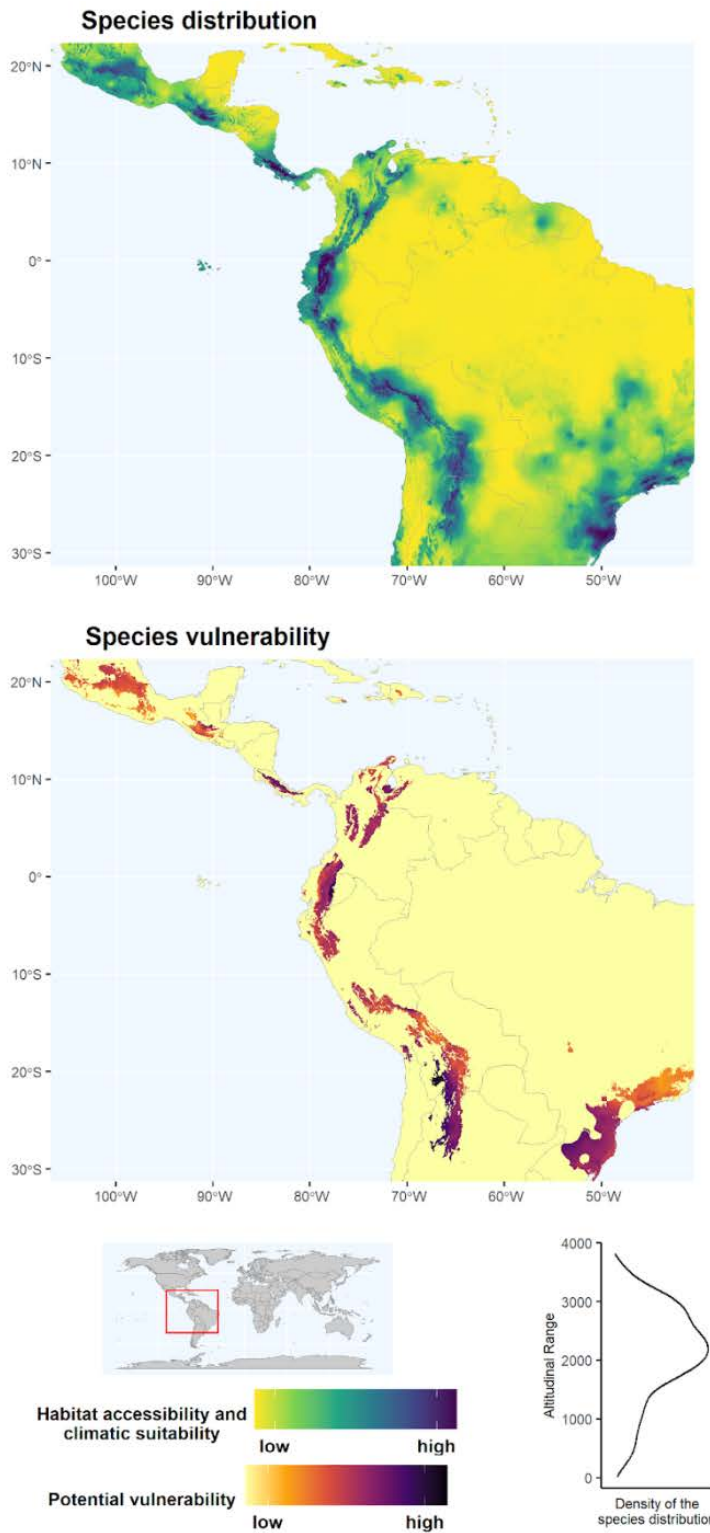 Species distribution
20°N
10°N
0°
10°S
20°S
30°S
100°W 90°W 80°W 70°W 60°W 50°W
Species vulnerability
20°N
10°N
0°
10°S
20°S
30°S
100°W 90°W 80°W 70°W 60°W 50°W
Habitat accessibility and
climatic suitability
low high
Potential vulnerability
low high
4000
3000
2000
1000
0
Altitudinal Range
Density of the
species distribution